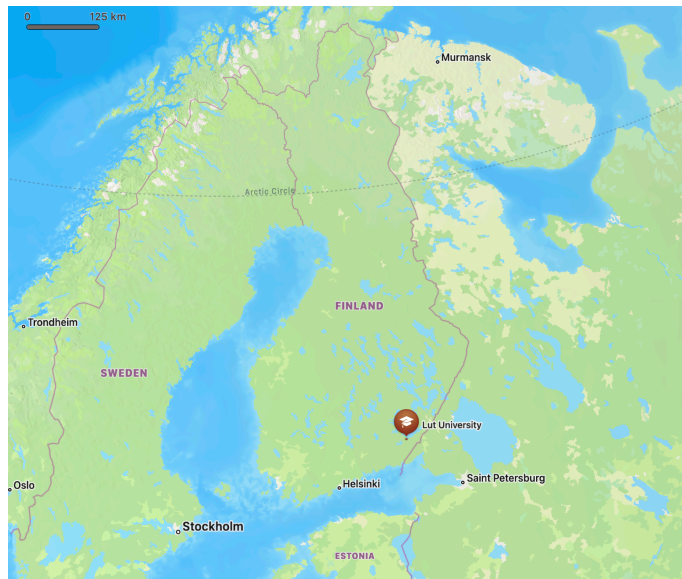 0 125 km
Murmansk
Arctic Circle
FINLAND
Trondheim
SWEDEN
Lut University
Oslo
Helsinki
Saint Petersburg
Stockholm
ESTONIA